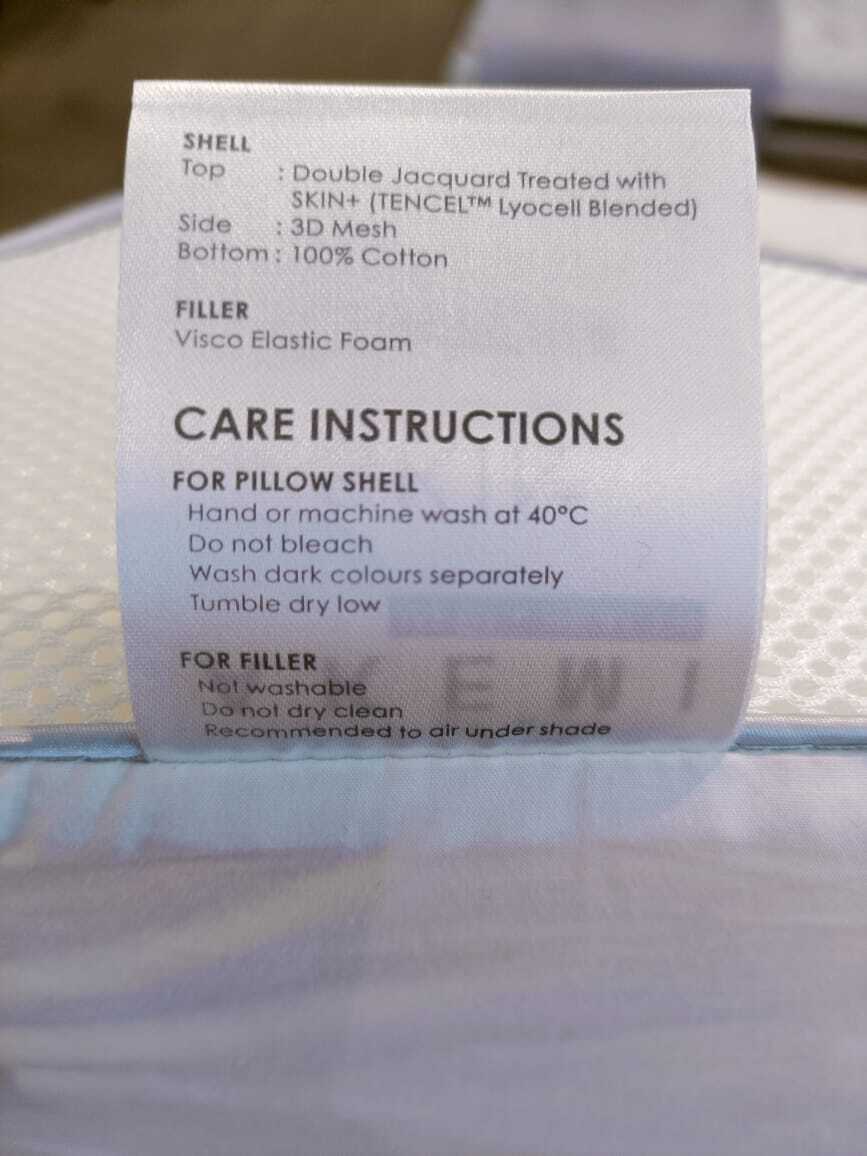 SHELL
Top : Double Jacquard Treated with
SKIN+ (TENCEL™ Lyocell Blended)
Side : 3D Mesh
Bottom : 100% Cotton
FILLER
Visco Elastic Foam
CARE INSTRUCTIONS
FOR PILLOW SHELL
Hand or machine wash at 40°C
Do not bleach
Wash dark colours separately
Tumble dry low
FOR FILLER
Not washable
Do not dry clean
Recommended to air under shade